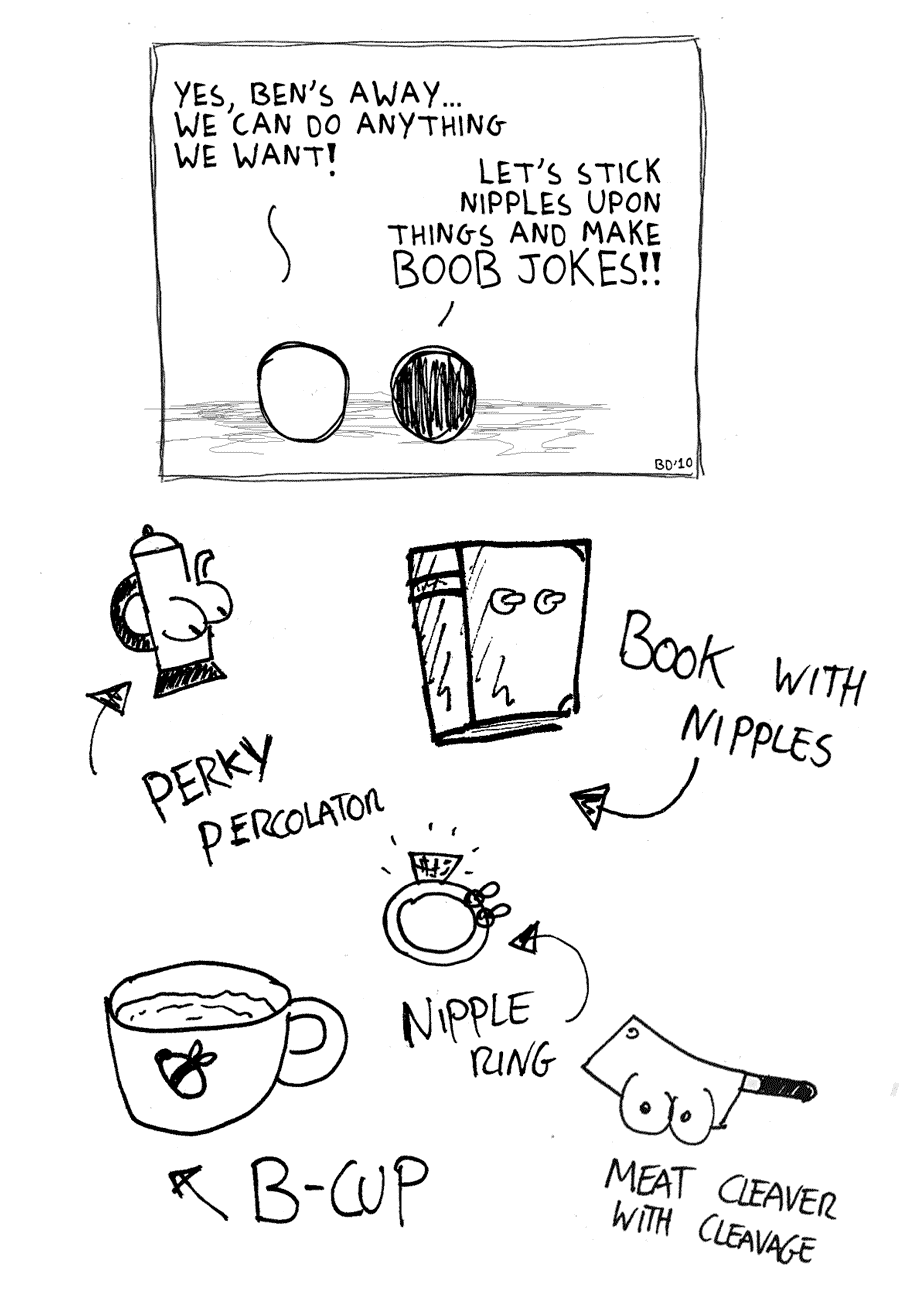 YES, BEN'S AWAY...
WE CAN DO ANYTHING
WE WANT!
LET'S STICK
NIPPLES UPON
THINGS AND MAKE
BOOB JOKES!!
BD'10
PERKY
PERCOLATOR
BOOK WITH
NIPPLES
NIPPLE
RING
B-CUP
MEAT CLEAVER
WITH CLEAVAGE